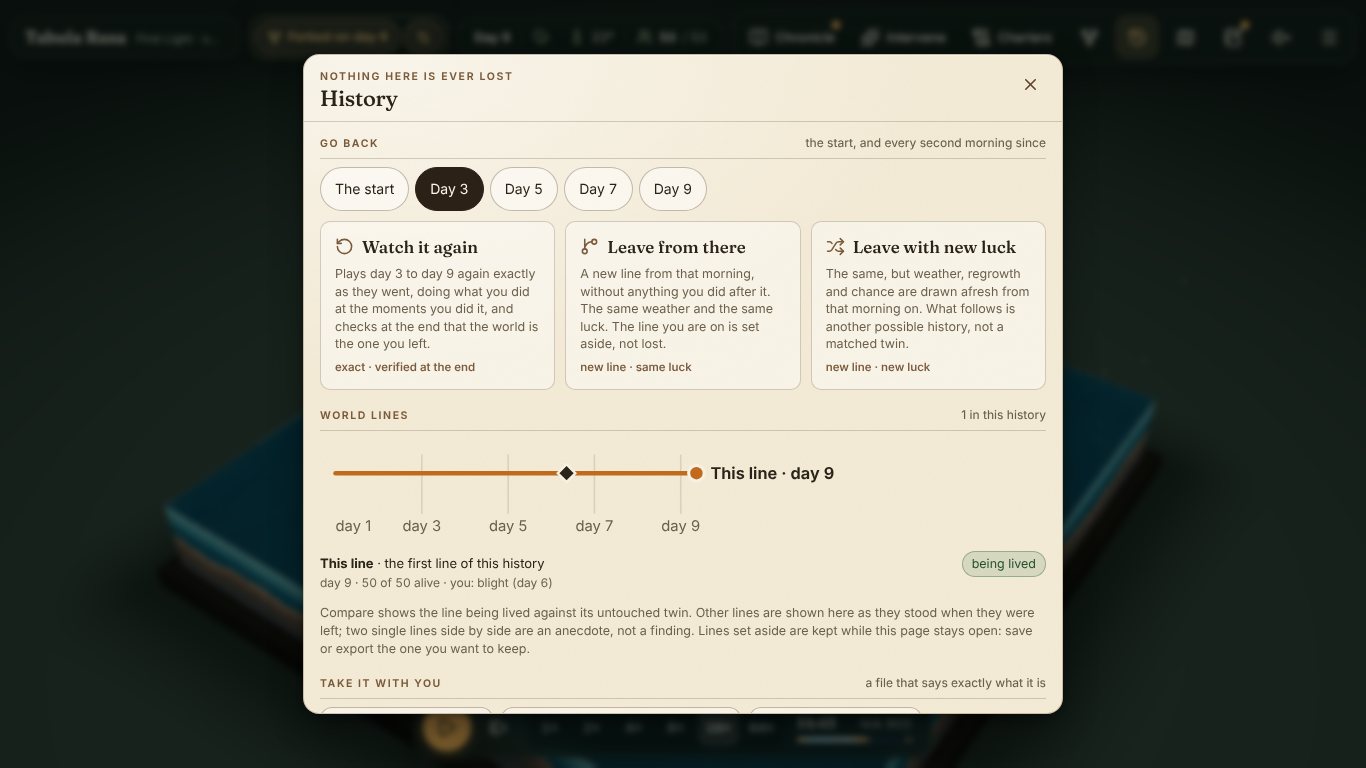 Tabula Rasa
Day 9
Chronicle
Intervene
Charters
NOTHING HERE IS EVER LOST
History
GO BACK
the start, and every second morning since
The start
Day 3
Day 5
Day 7
Day 9
Watch it again
Plays day 3 to day 9 again exactly
as they went, doing what you did
at the moments you did it, and
checks at the end that the world is
the one you left.
exact · verified at the end
Leave from there
A new line from that morning,
without anything you did after it.
The same weather and the same
luck. The line you are on is set
aside, not lost.
new line · same luck
Leave with new luck
The same, but weather, regrowth
and chance are drawn afresh from
that morning on. What follows is
another possible history, not a
matched twin.
new line · new luck
WORLD LINES
1 in this history
This line · day 9
day 1
day 3
day 5
day 7
day 9
This line · the first line of this history
being lived
day 9 · 50 of 50 alive · you: blight (day 6)
Compare shows the line being lived against its untouched twin. Other lines are shown here as they stood when they were
left; two single lines side by side are an anecdote, not a finding. Lines set aside are kept while this page stays open: save
or export the one you want to keep.
TAKE IT WITH YOU
a file that says exactly what it is